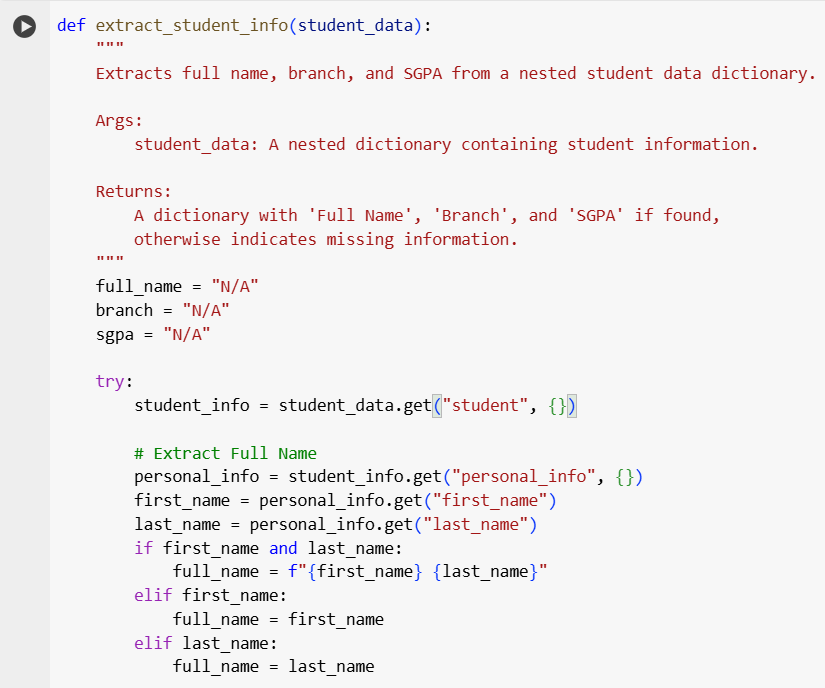 def extract_student_info(student_data):
    """
    Extracts full name, branch, and SGPA from a nested student data dictionary.

    Args:
        student_data: A nested dictionary containing student information.

    Returns:
        A dictionary with 'Full Name', 'Branch', and 'SGPA' if found,
        otherwise indicates missing information.
    """
    full_name = "N/A"
    branch = "N/A"
    sgpa = "N/A"

    try:
        student_info = student_data.get("student", {})

        # Extract Full Name
        personal_info = student_info.get("personal_info", {})
        first_name = personal_info.get("first_name")
        last_name = personal_info.get("last_name")
        if first_name and last_name:
            full_name = f"{first_name} {last_name}"
        elif first_name:
            full_name = first_name
        elif last_name:
            full_name = last_name